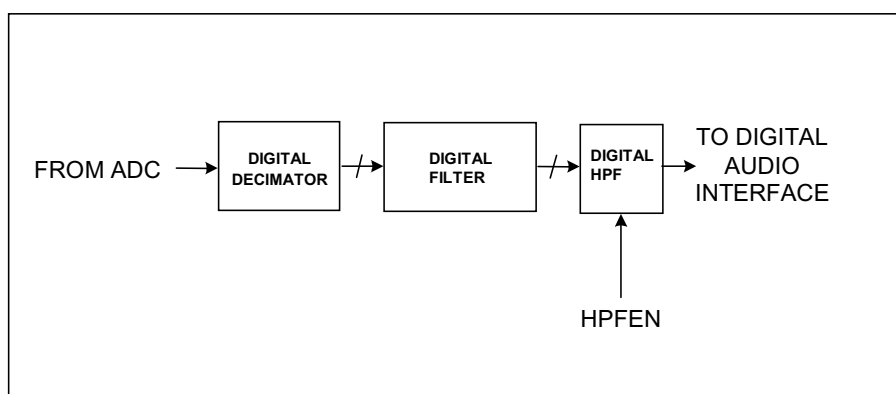 FROM ADC
DIGITAL
DECIMATOR
DIGITAL
FILTER
DIGITAL
HPF
TO DIGITAL
AUDIO
INTERFACE
HPFEN